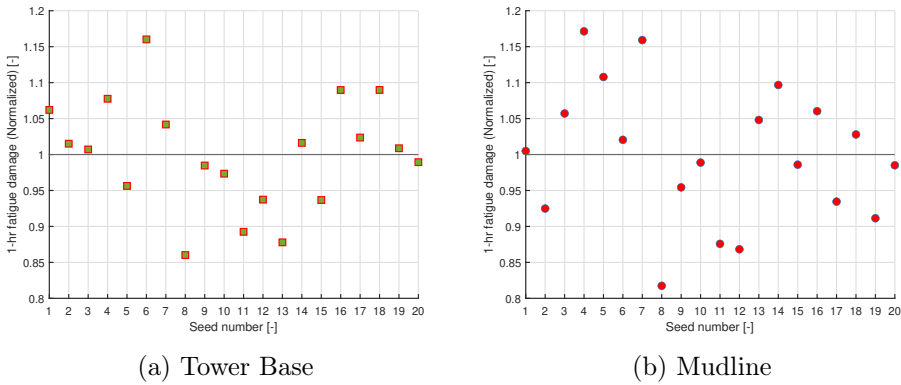 1.2
1.15
1.1
1.05
1
0.95
0.9
0.85
0.8
1-hr fatigue damage (Normalized) [-]
1 2 3 4 5 6 7 8 9 10 11 12 13 14 15 16 17 18 19 20
Seed number [-]
(a) Tower Base
1.2
1.15
1.1
1.05
1
0.95
0.9
0.85
0.8
1-hr fatigue damage (Normalized) [-]
1 2 3 4 5 6 7 8 9 10 11 12 13 14 15 16 17 18 19 20
Seed number [-]
(b) Mudline